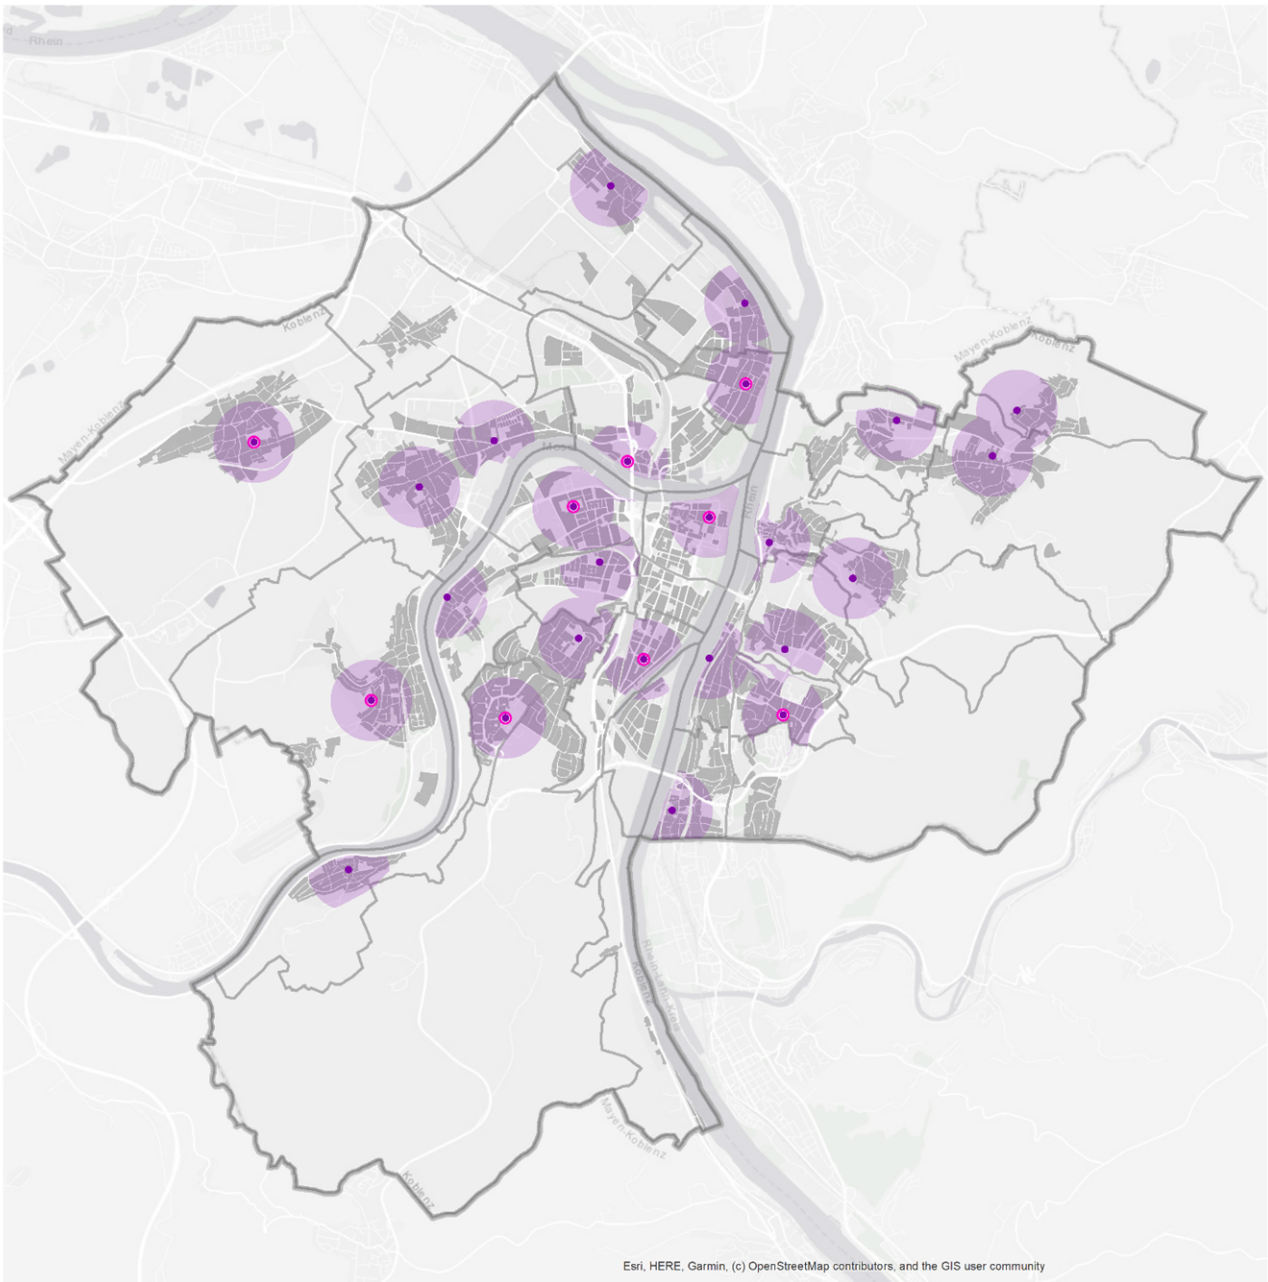 Rhein
Koblenz
Mayen-Koblenz
Koblenz
Mayen-Koblenz
Mosel
Rhein
Rhein-Lahn-Kreis
Koblenz
Mayen-Koblenz
Koblenz
Esri, HERE, Garmin, (c) OpenStreetMap contributors, and the GIS user community